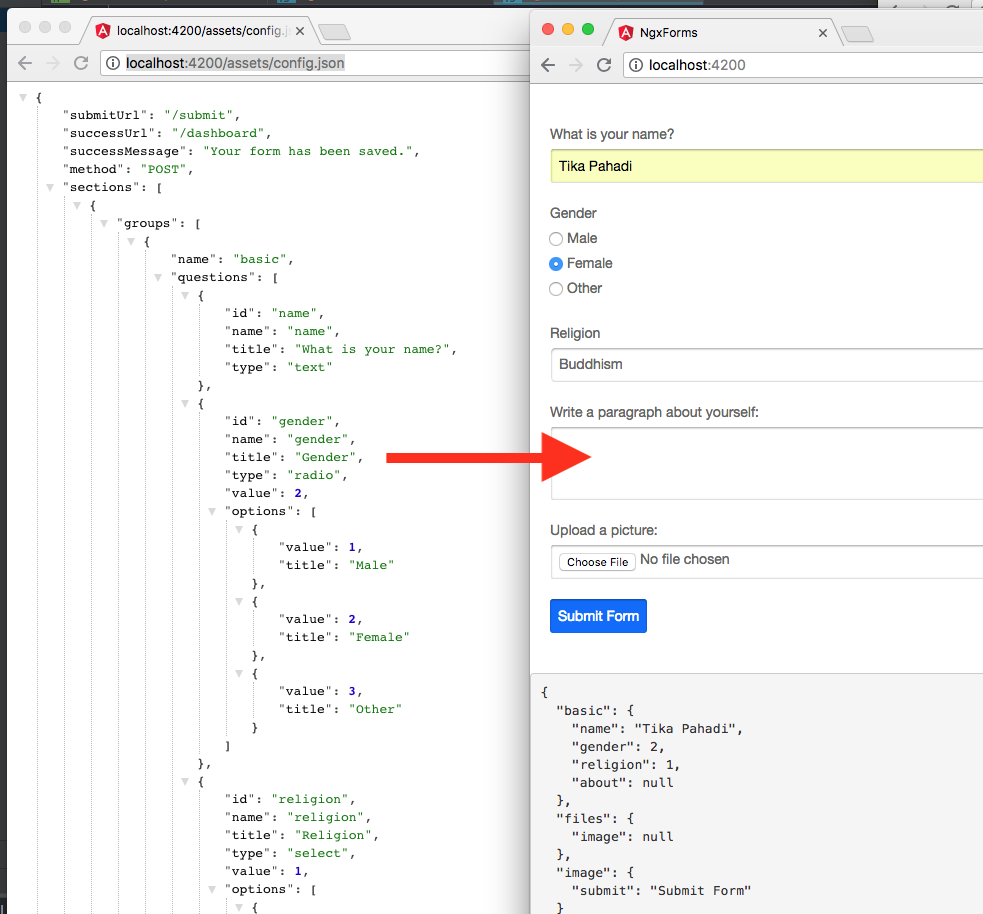 localhost:4200/assets/config.j
localhost:4200/assets/config.json
{
"submitUrl": "/submit",
"successUrl": "/dashboard",
"successMessage": "Your form has been saved.",
"method": "POST",
"sections": [
{
"groups": [
{
"name": "basic",
"questions": [
{
"id": "name",
"name": "name",
"title": "What is your name?",
"type": "text"
},
{
"id": "gender",
"name": "gender",
"title": "Gender",
"type": "radio",
"value": 2,
"options": [
{
"value": 1,
"title": "Male"
},
{
"value": 2,
"title": "Female"
},
{
"value": 3,
"title": "Other"
}
]
},
{
"id": "religion",
"name": "religion",
"title": "Religion",
"type": "select",
"value": 1,
"options": [
{
NgxForms
localhost:4200
What is your name?
Tika Pahadi
Gender
Male
Female
Other
Religion
Buddhism
Write a paragraph about yourself:
Upload a picture:
Choose File No file chosen
Submit Form
{
"basic": {
"name": "Tika Pahadi",
"gender": 2,
"religion": 1,
"about": null
},
"files": {
"image": null
},
"image": {
"submit": "Submit Form"
}